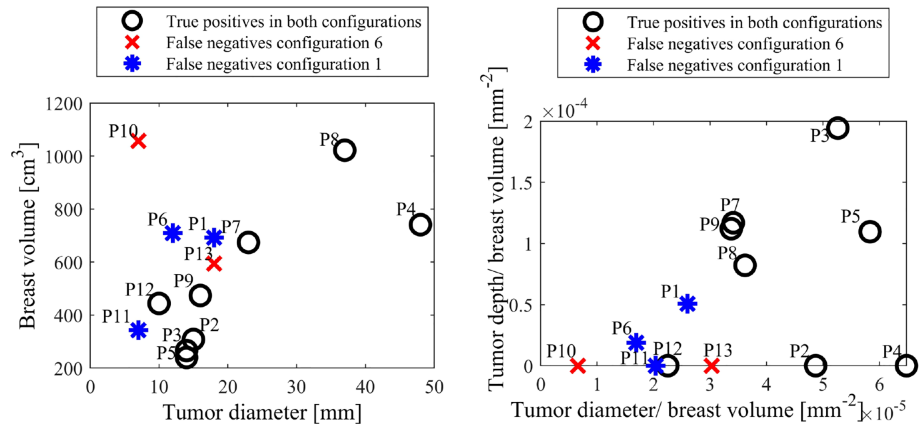 True positives in both configurations
False negatives configuration 6
False negatives configuration 1
Breast volume [cm³]
1200
1000
800
600
400
200
P10
P8
P4
P6
P1
P7
P13
P9
P12
P11
P2
P3
P5
0
10
20
30
40
50
Tumor diameter [mm]
True positives in both configurations
False negatives configuration 6
False negatives configuration 1
Tumor depth/ breast volume [mm⁻²]
×10⁻⁴
2
1.5
1
0.5
0
P3
P7
P9
P5
P8
P1
P6
P10
P11
P12
P13
P2
P4
0
1
2
3
4
5
6
Tumor diameter/ breast volume [mm⁻²]
×10⁻⁵